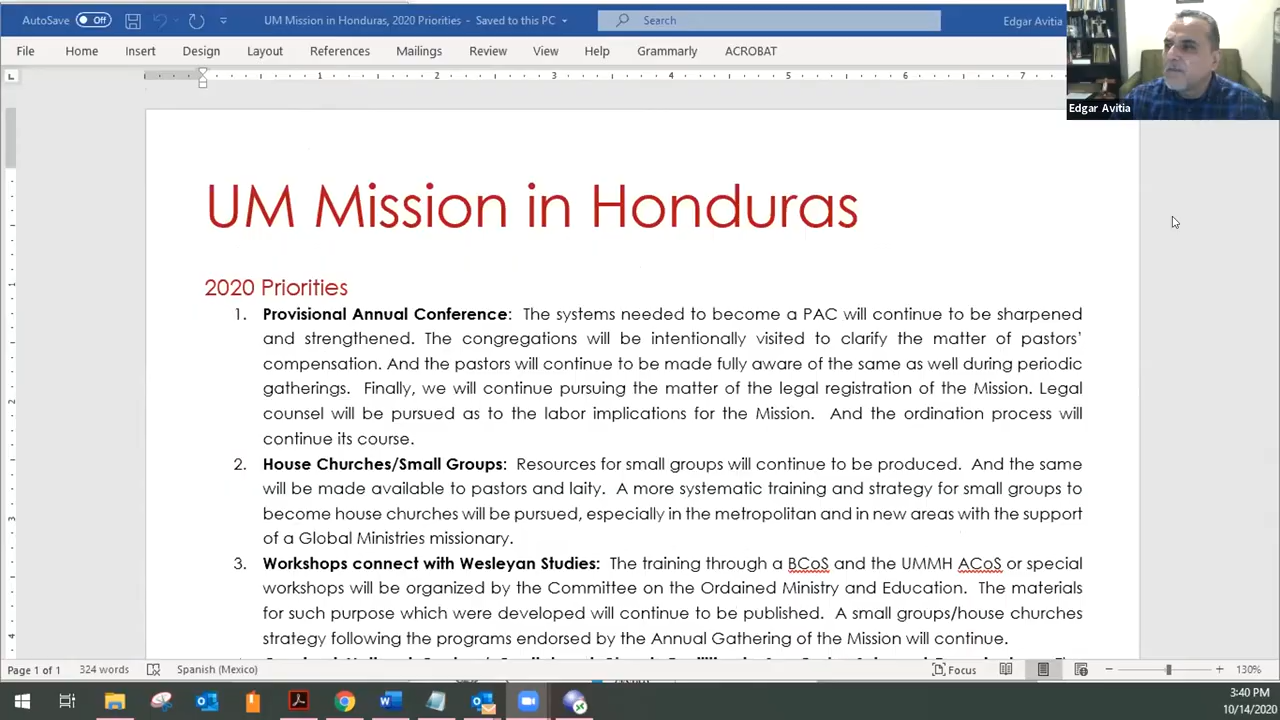 AutoSave Off UM Mission in Honduras, 2020 Priorities - Saved to this PC Search Edgar Avitia
File Home Insert Design Layout References Mailings Review View Help Grammarly ACROBAT
1 2 3 4 5 6 7
Edgar Avitia
UM Mission in Honduras
2020 Priorities
1. Provisional Annual Conference: The systems needed to become a PAC will continue to be sharpened
and strengthened. The congregations will be intentionally visited to clarify the matter of pastors'
compensation. And the pastors will continue to be made fully aware of the same as well during periodic
gatherings. Finally, we will continue pursuing the matter of the legal registration of the Mission. Legal
counsel will be pursued as to the labor implications for the Mission. And the ordination process will
continue its course.
2. House Churches/Small Groups: Resources for small groups will continue to be produced. And the same
will be made available to pastors and laity. A more systematic training and strategy for small groups to
become house churches will be pursued, especially in the metropolitan and in new areas with the support
of a Global Ministries missionary.
3. Workshops connect with Wesleyan Studies: The training through a BCoS and the UMMH ACoS or special
workshops will be organized by the Committee on the Ordained Ministry and Education. The materials
for such purpose which were developed will continue to be published. A small groups/house churches
strategy following the programs endorsed by the Annual Gathering of the Mission will continue.
Page 1 of 1 324 words Spanish (Mexico) Focus 130%
3:40 PM
10/14/2020